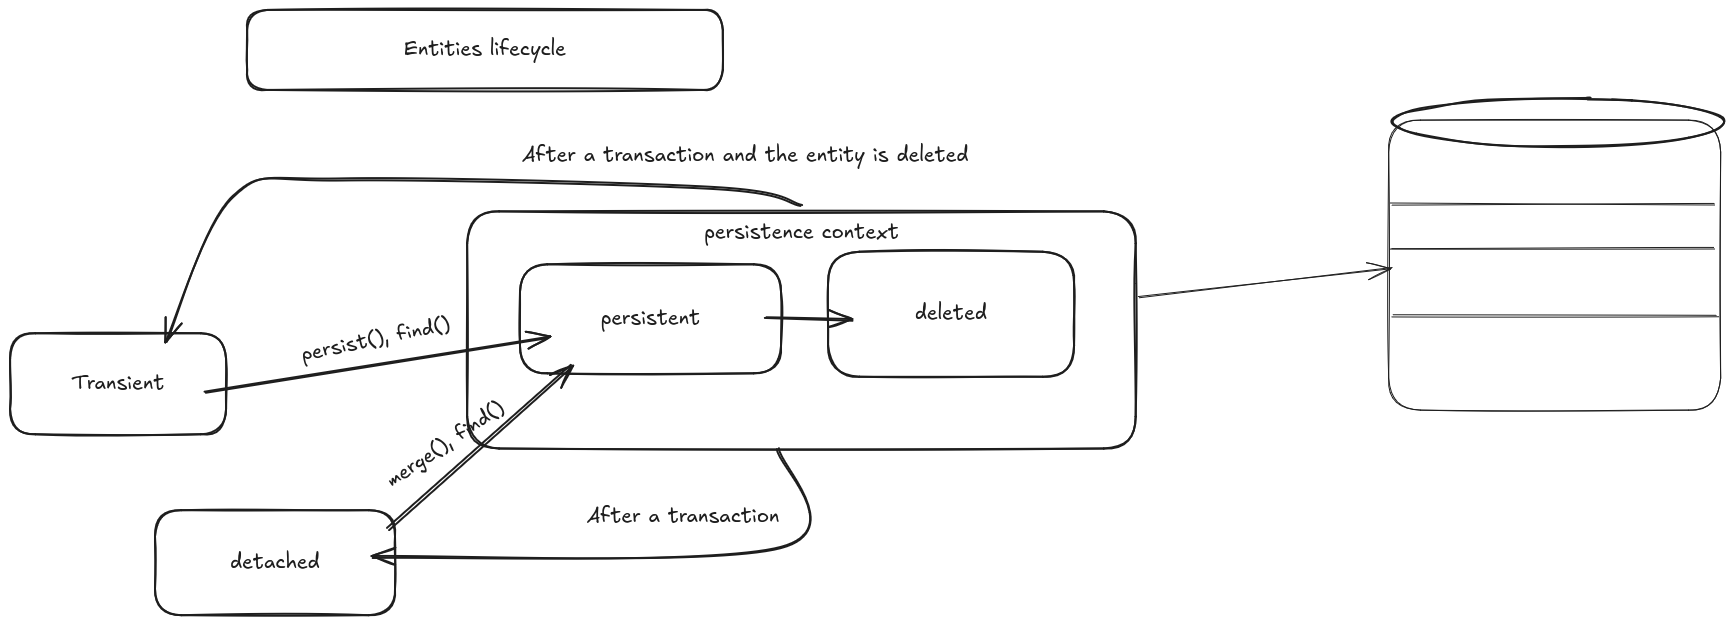 Entities lifecycle
After a transaction and the entity is deleted
persistence context
persistent
deleted
persist(), find()
Transient
merge(), find()
After a transaction
detached